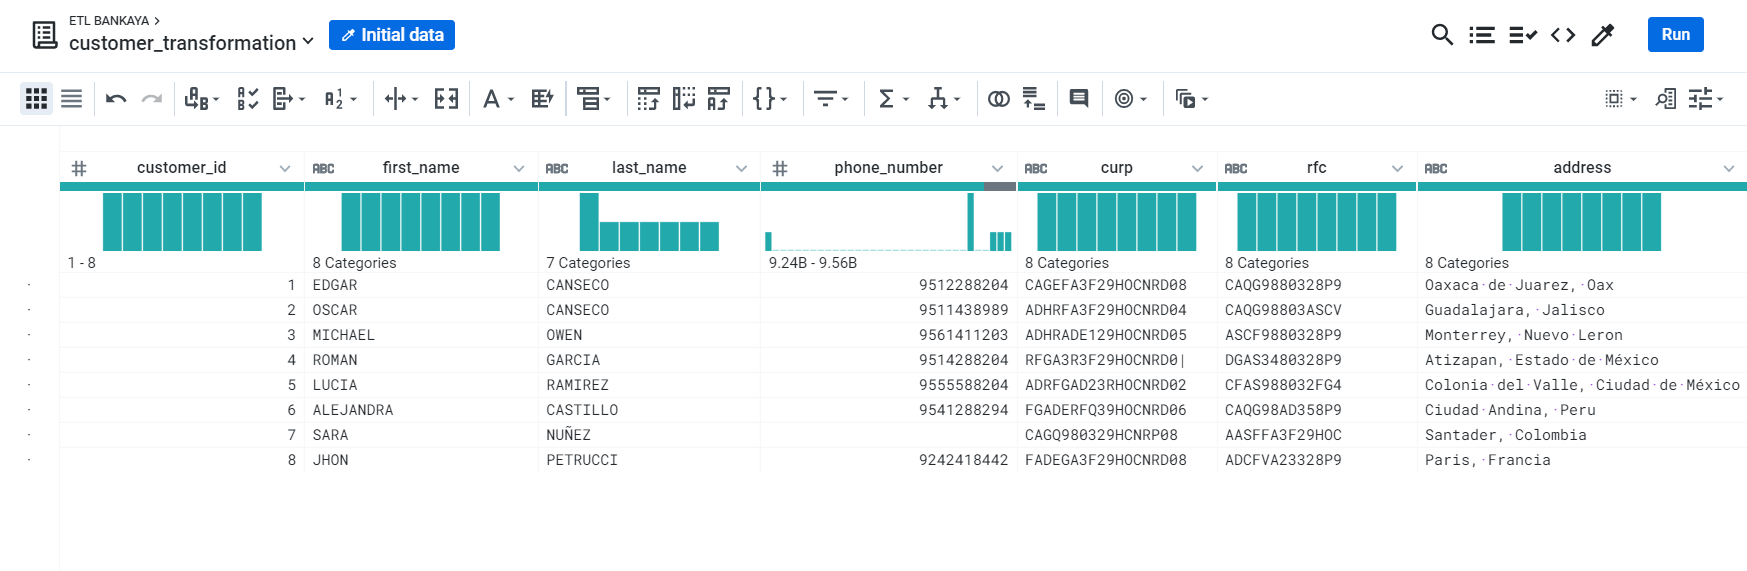 ETL BANKAYA >
customer_transformation
Initial data
Run
customer_id first_name last_name phone_number curp rfc address
1 - 8 8 Categories 7 Categories 9.24B - 9.56B 8 Categories 8 Categories 8 Categories
1 EDGAR CANSECO 9512288204 CAGEFA3F29HOCNRD08 CAQG9880328P9 Oaxaca·de·Juarez,·Oax
2 OSCAR CANSECO 9511438989 ADHRFA3F29HOCNRD04 CAQG98803ASCV Guadalajara,·Jalisco
3 MICHAEL OWEN 9561411203 ADHRADE129HOCNRD05 ASCF9880328P9 Monterrey,·Nuevo·Leron
4 ROMAN GARCIA 9514288204 RFGA3R3F29HOCNRD0| DGAS3480328P9 Atizapan,·Estado·de·México
5 LUCIA RAMIREZ 9555588204 ADRFGAD23RHOCNRD02 CFAS988032FG4 Colonia·del·Valle,·Ciudad·de·México
6 ALEJANDRA CASTILLO 9541288294 FGADERFQ39HOCNRD06 CAQG98AD358P9 Ciudad·Andina,·Peru
7 SARA NUÑEZ CAGQ980329HCNRP08 AASFFA3F29HOC Santader,·Colombia
8 JHON PETRUCCI 9242418442 FADEGA3F29HOCNRD08 ADCFVA23328P9 Paris,·Francia